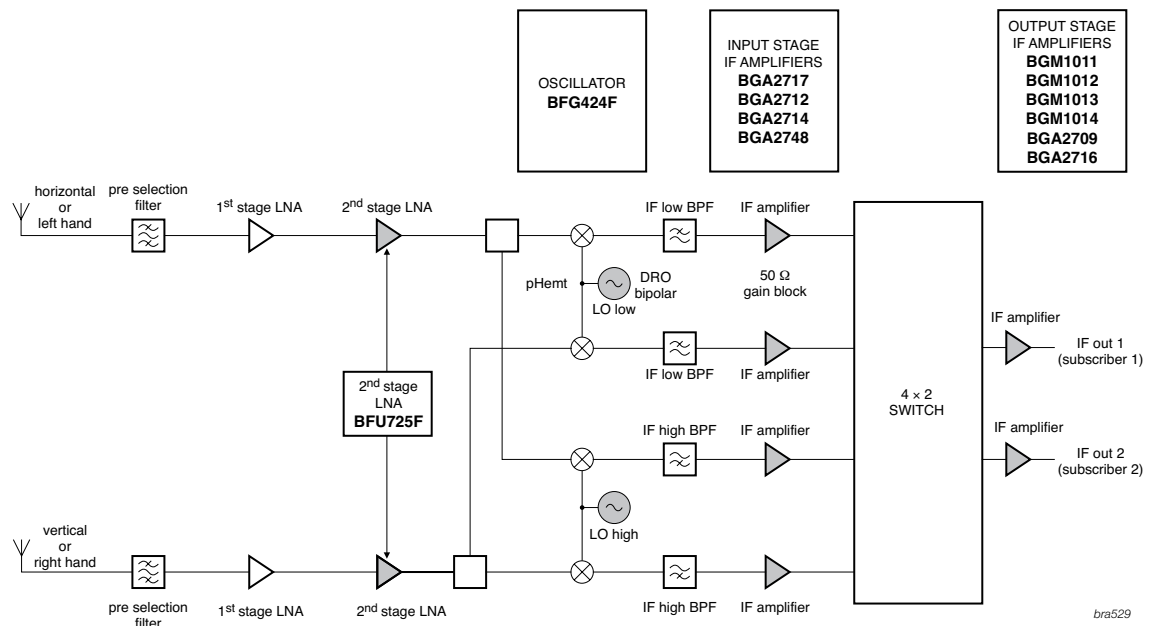 OSCILLATOR
BFG424F
INPUT STAGE
IF AMPLIFIERS
BGA2717
BGA2712
BGA2714
BGA2748
OUTPUT STAGE
IF AMPLIFIERS
BGM1011
BGM1012
BGM1013
BGM1014
BGA2709
BGA2716
horizontal
or
left hand
pre selection
filter
1st stage LNA
2nd stage LNA
IF low BPF
IF amplifier
pHemt
DRO
bipolar
LO low
50 Ω
gain block
IF low BPF
IF amplifier
2nd stage
LNA
BFU725F
4 × 2
SWITCH
IF amplifier
IF out 1
(subscriber 1)
IF high BPF
IF amplifier
IF amplifier
IF out 2
(subscriber 2)
LO high
vertical
or
right hand
pre selection
filter
1st stage LNA
2nd stage LNA
IF high BPF
IF amplifier
bra529